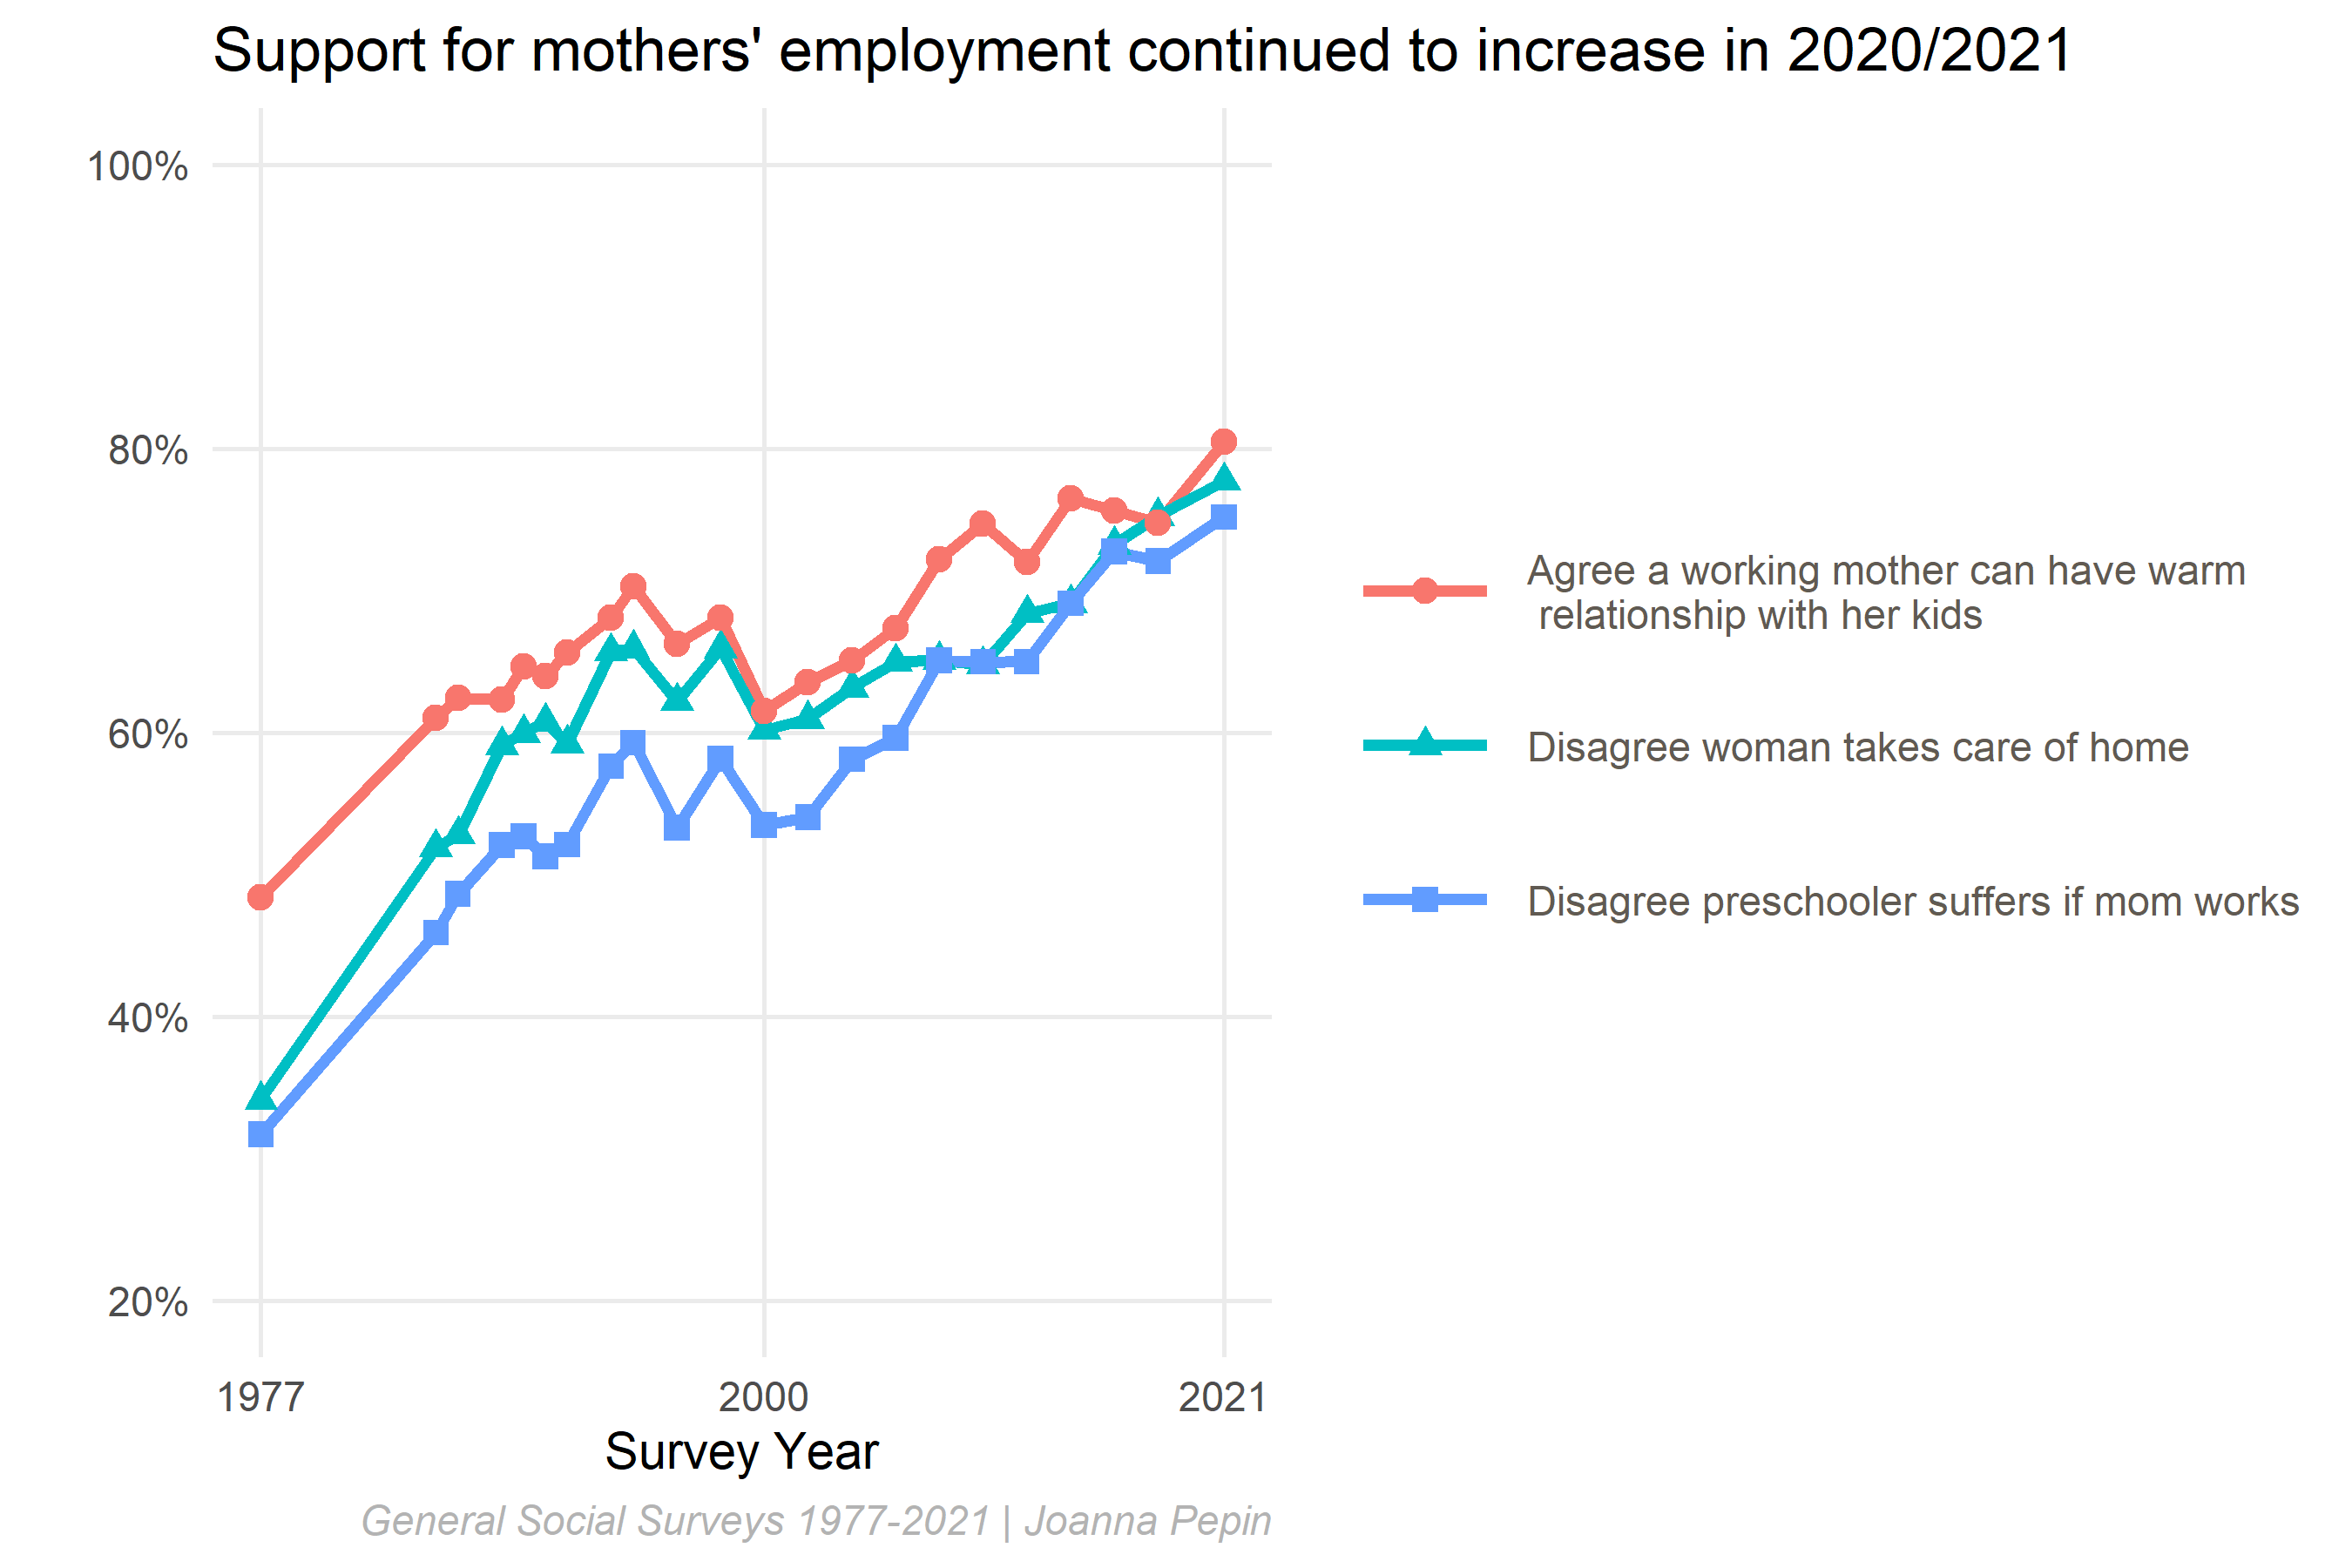 Support for mothers' employment continued to increase in 2020/2021
100%
80%
60%
40%
20%
1977
2000
2021
Survey Year
General Social Surveys 1977-2021 | Joanna Pepin
Agree a working mother can have warm
relationship with her kids
Disagree woman takes care of home
Disagree preschooler suffers if mom works